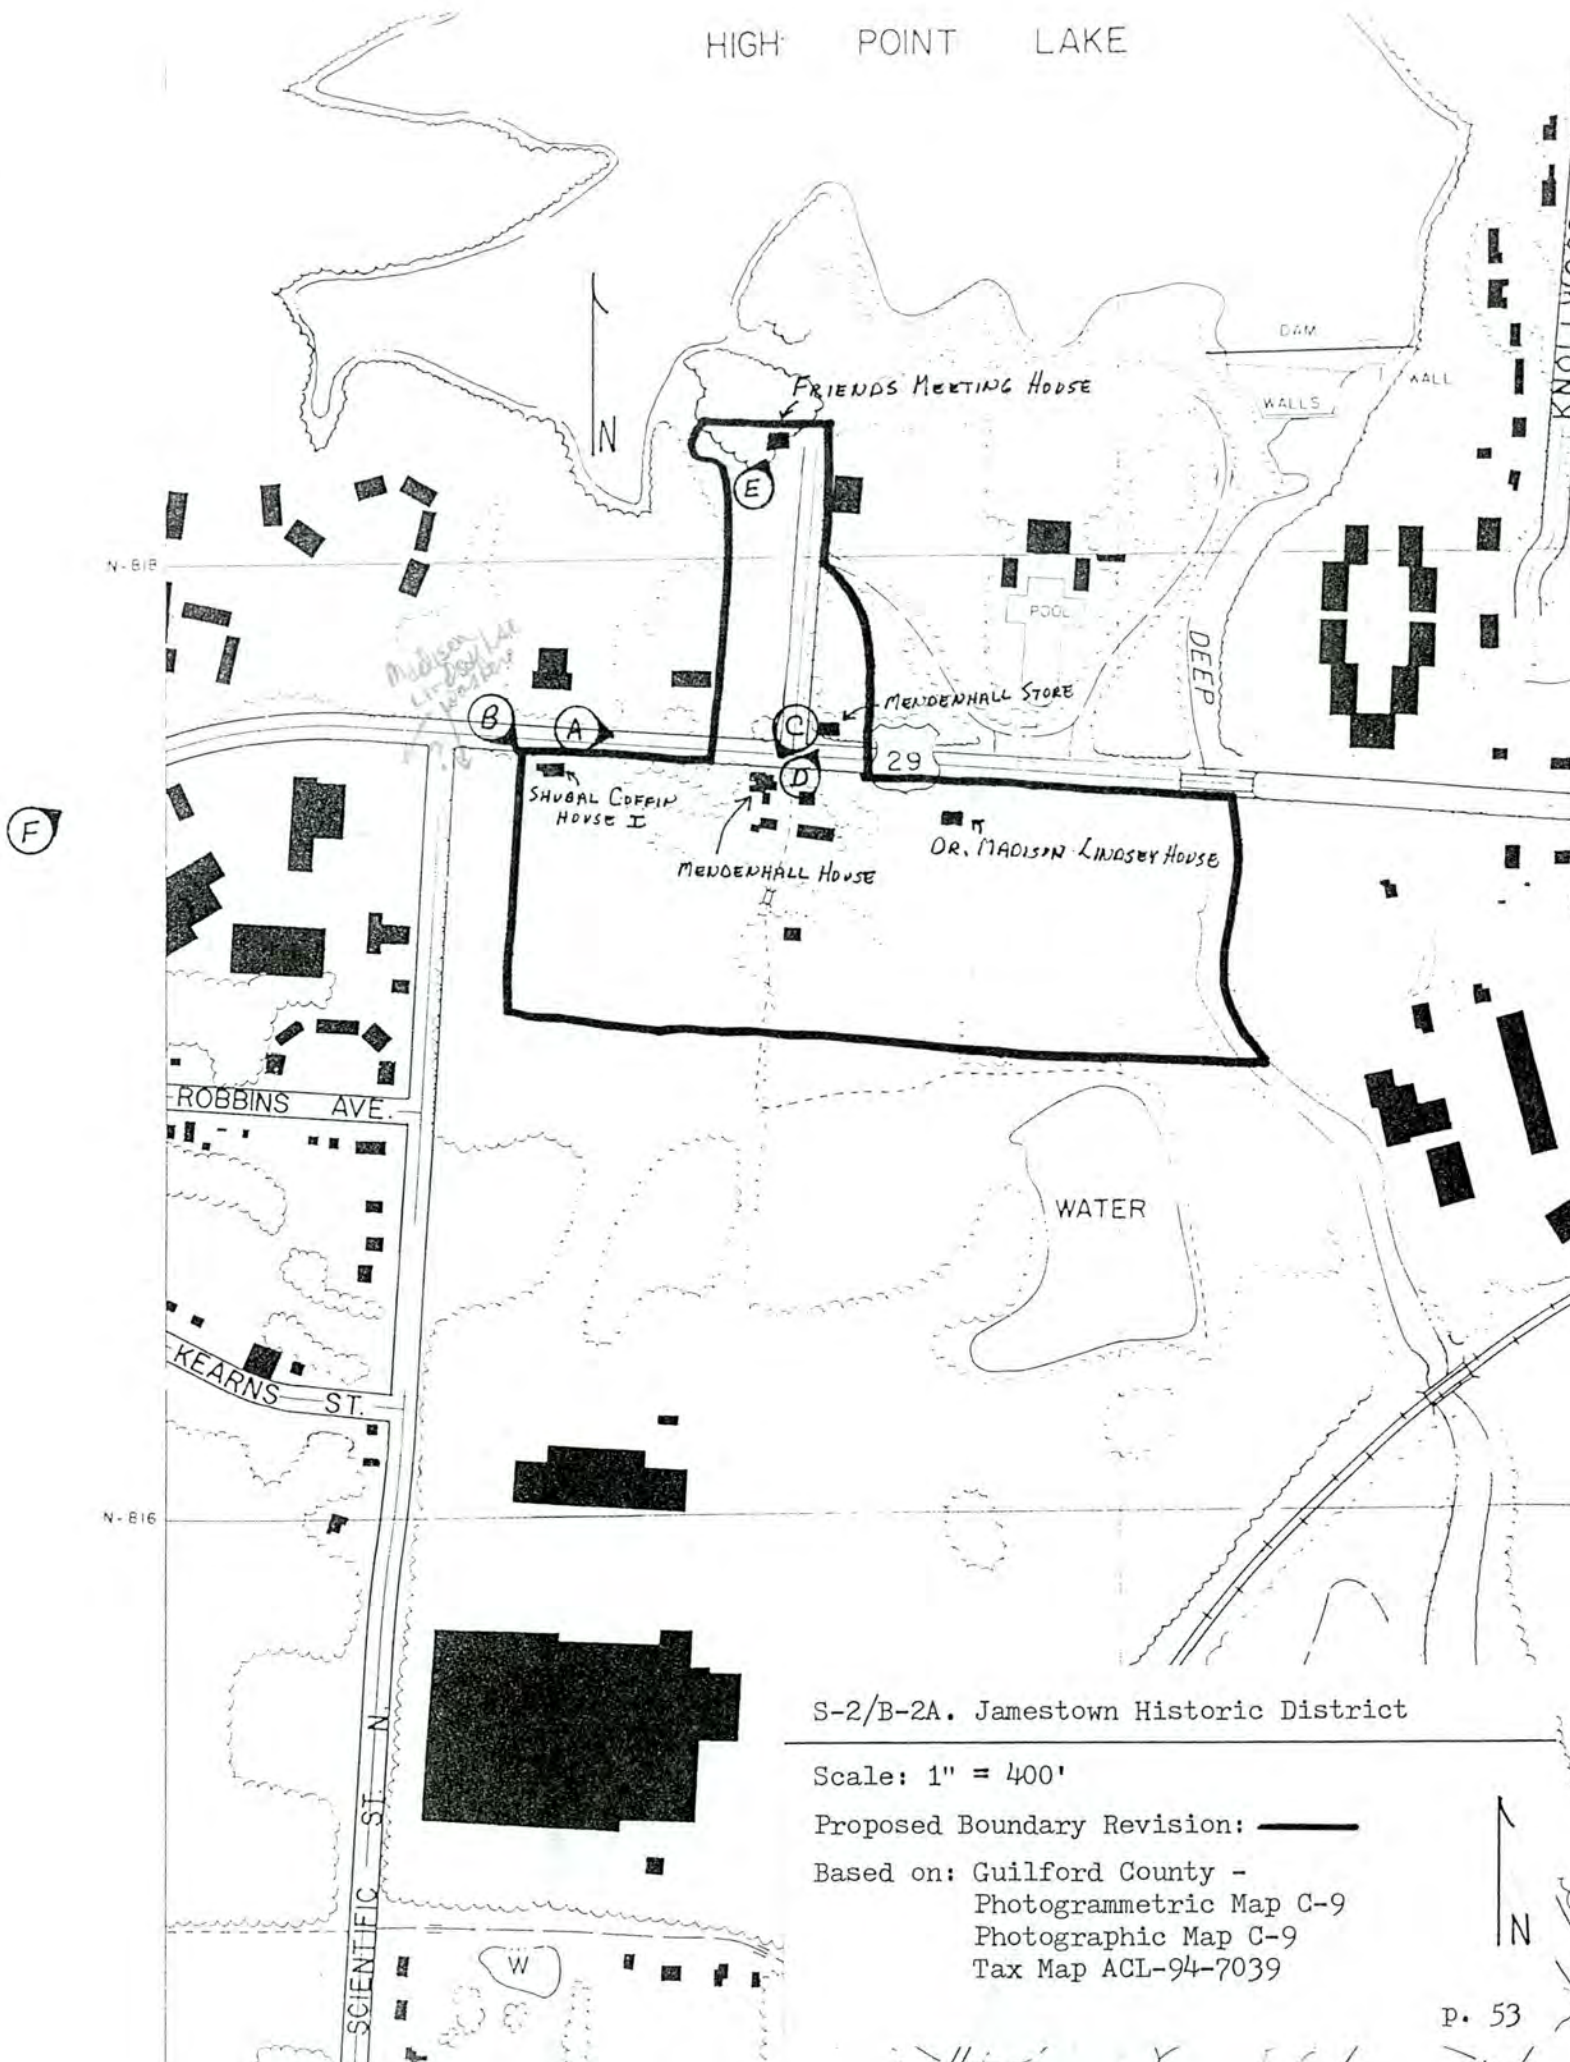 HIGH POINT LAKE
DAM
WALL
WALLS
FRIENDS MEETING HOUSE
N
E
N-818
POOL
DEEP
Madison
B
A
C
MENDENHALL STORE
29
D
?
SHUBAL COFFIN
HOUSE I
F
DR. MADISON LINDSEY HOUSE
MENDENHALL HOUSE
ROBBINS AVE.
WATER
KEARNS ST.
N-816
SCIENTIFIC ST. N
W
S-2/B-2A. Jamestown Historic District
Scale: 1" = 400'
Proposed Boundary Revision:
Based on: Guilford County -
Photogrammetric Map C-9
Photographic Map C-9
Tax Map ACL-94-7039
N
p. 53